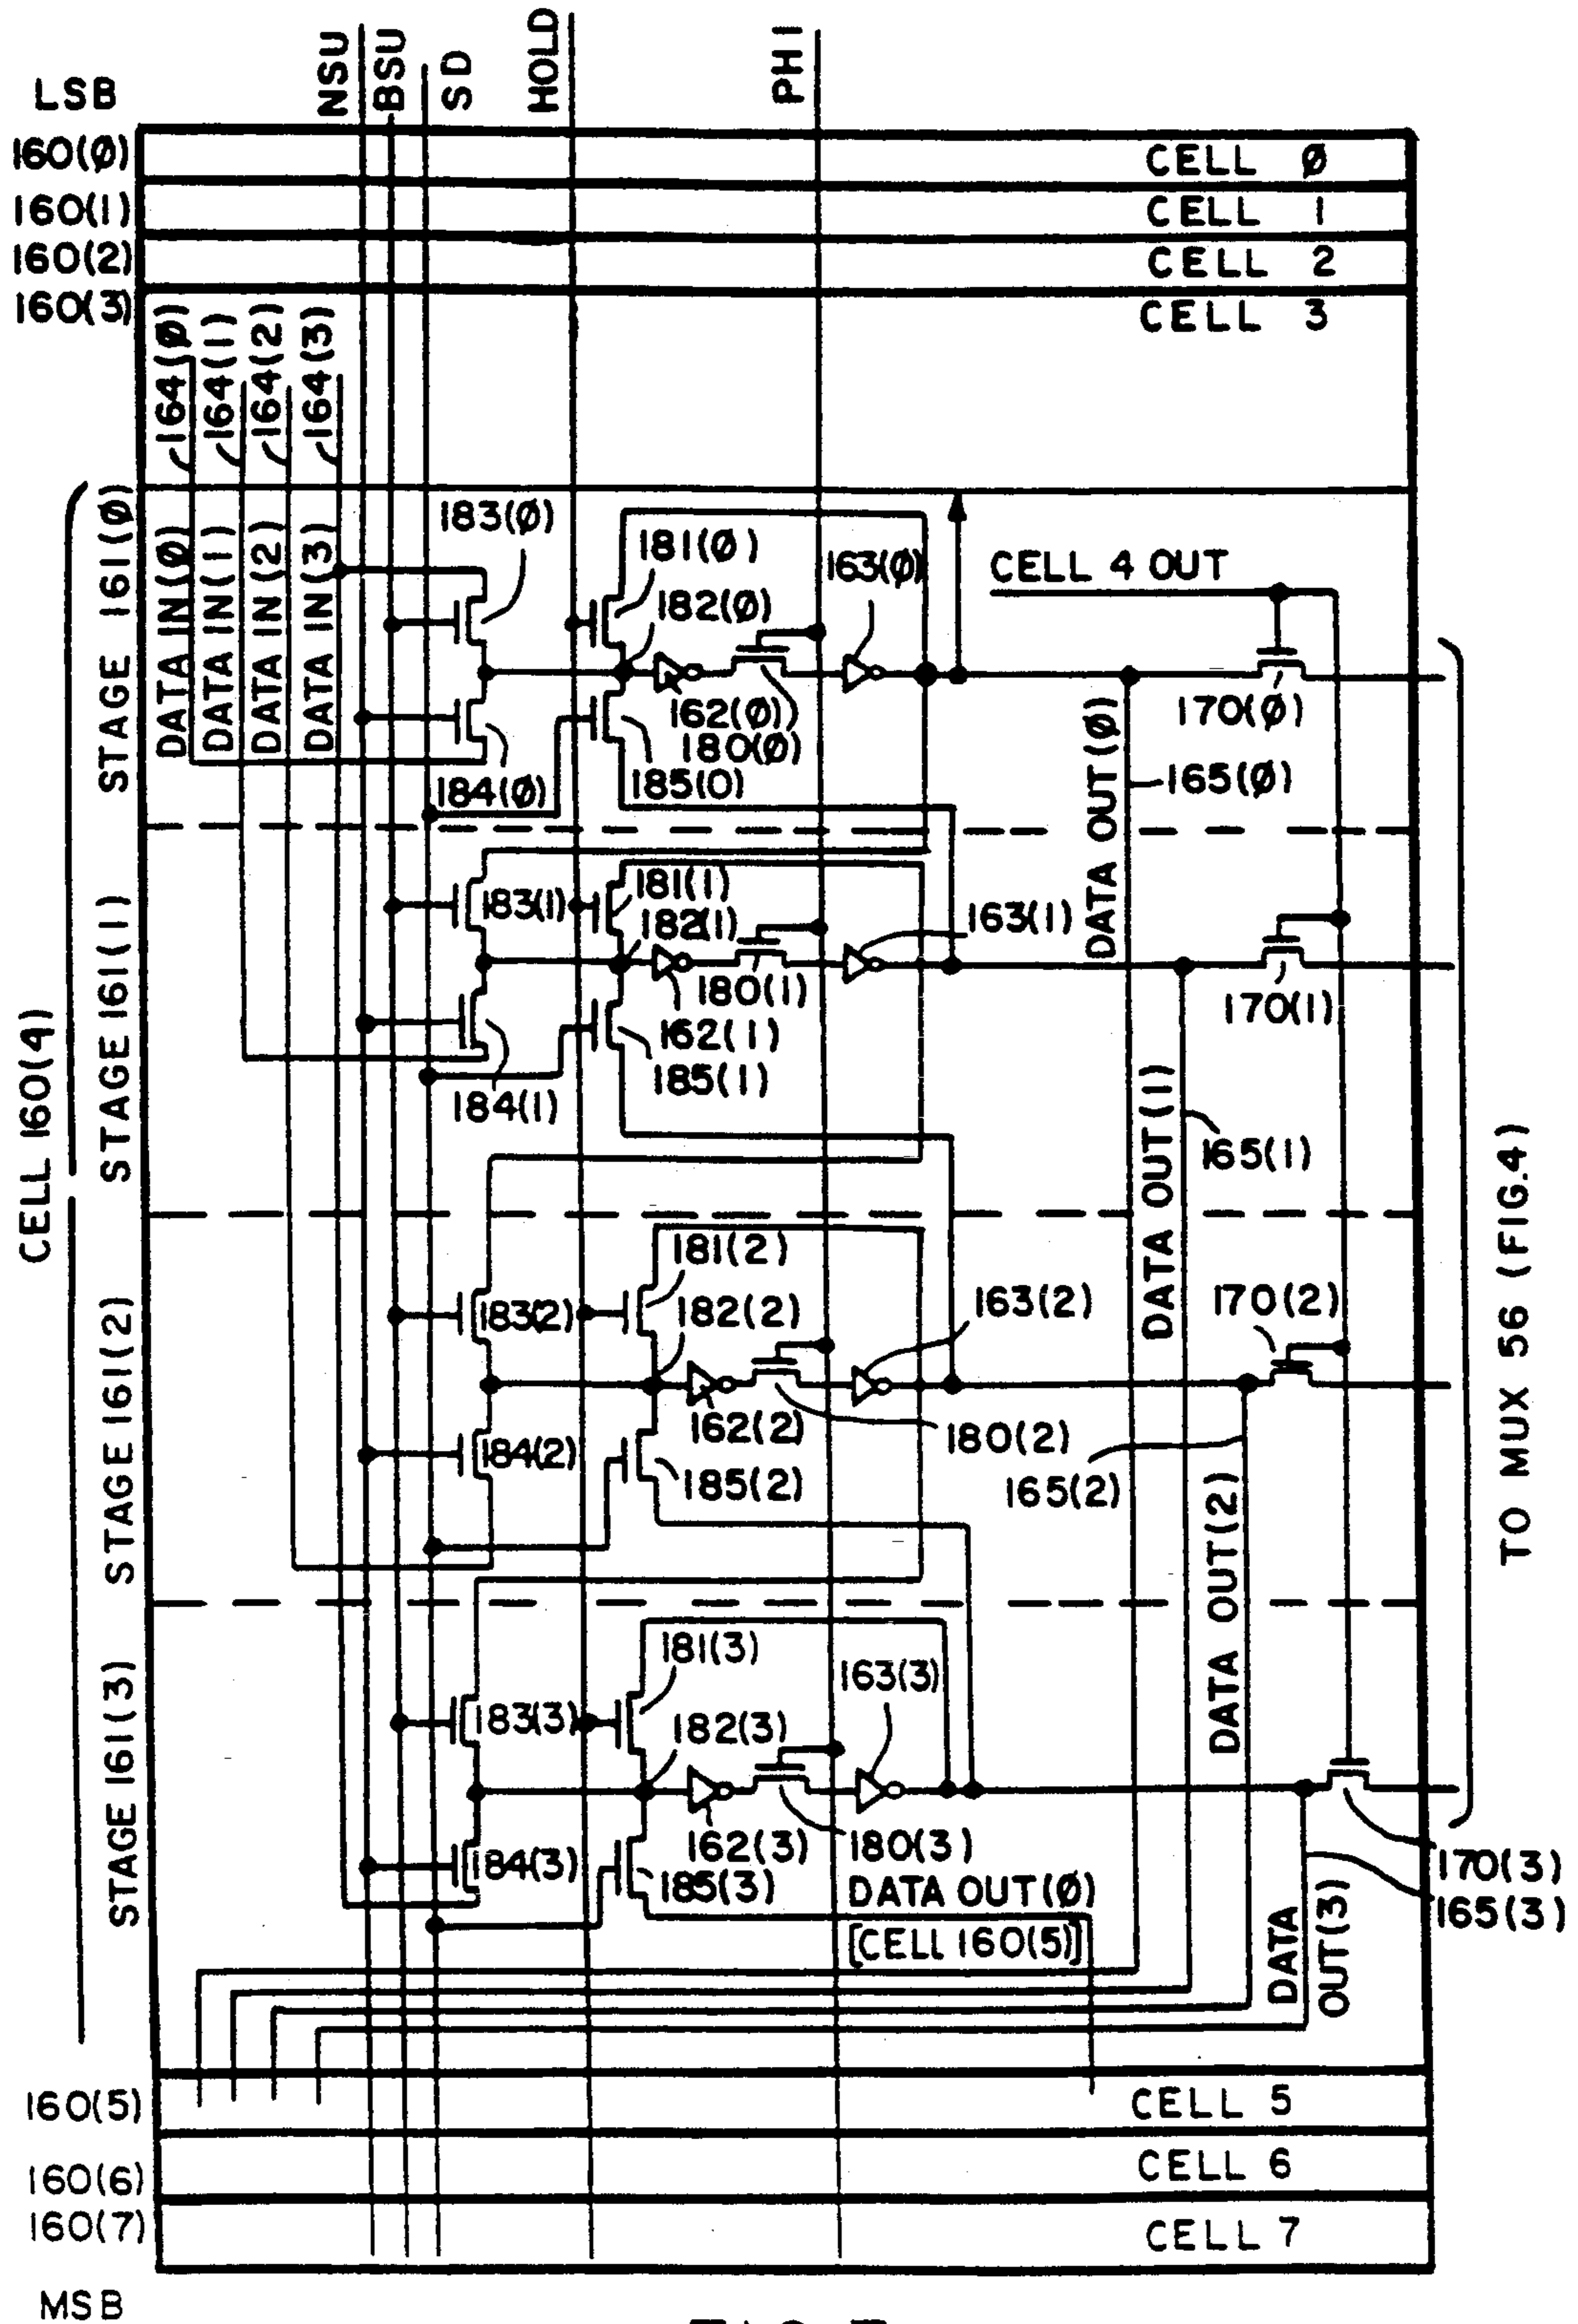 NSU
BSU
SD
HOLD
PH 1
LSB
160(Ø)
CELL Ø
160(1)
CELL 1
160(2)
CELL 2
160(3)
CELL 3
164(Ø)
164(1)
164(2)
164(3)
CELL 160(4)
STAGE 161(Ø)
DATA IN(Ø)
DATA IN(1)
DATA IN(2)
DATA IN(3)
183(Ø)
181(Ø)
163(Ø)
CELL 4 OUT
182(Ø)
162(Ø)
180(Ø)
170(Ø)
184(Ø)
185(0)
DATA OUT(Ø)
165(Ø)
STAGE 161(1)
183(1)
181(1)
182(1)
163(1)
180(1)
170(1)
162(1)
184(1)
185(1)
DATA OUT(1)
165(1)
TO MUX 56 (FIG.4)
STAGE 161(2)
181(2)
183(2)
182(2)
163(2)
170(2)
162(2)
184(2)
180(2)
185(2)
165(2)
DATA OUT(2)
STAGE 161(3)
181(3)
163(3)
183(3)
182(3)
162(3)
180(3)
184(3)
185(3)
170(3)
165(3)
DATA OUT(Ø)
[CELL 160(5)]
DATA
OUT(3)
160(5)
CELL 5
160(6)
CELL 6
160(7)
CELL 7
MSB